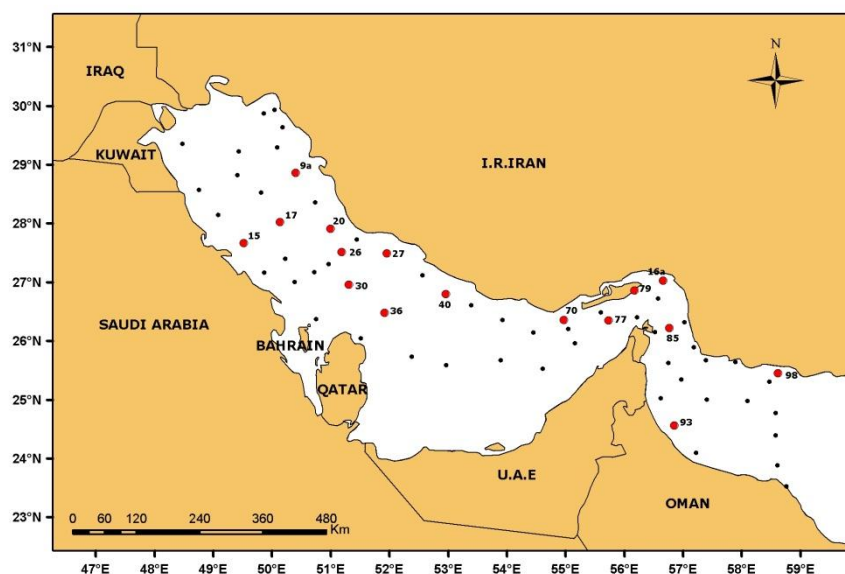 N
31°N
IRAQ
30°N
29°N
KUWAIT
9a
I.R.IRAN
28°N
17
20
15
26
27
27°N
16a
30
79
40
36
70
77
26°N
SAUDI ARABIA
85
BAHRAIN
98
QATAR
25°N
93
24°N
U.A.E
OMAN
23°N
0 60 120 240 360 480
Km
47°E 48°E 49°E 50°E 51°E 52°E 53°E 54°E 55°E 56°E 57°E 58°E 59°E